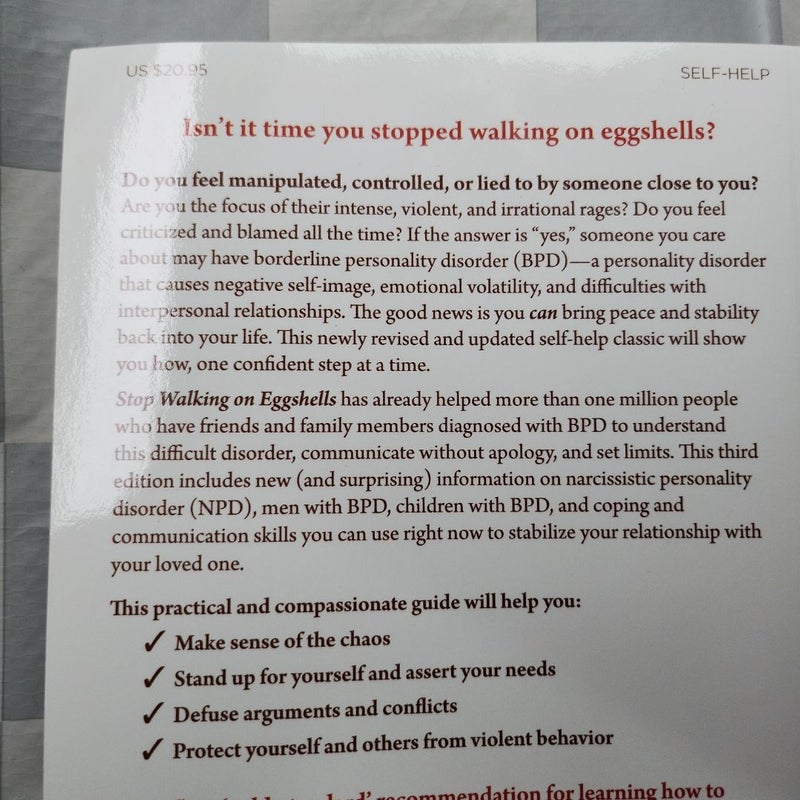 US $20.95
SELF-HELP
Isn't it time you stopped walking on eggshells?
Do you feel manipulated, controlled, or lied to by someone close to you?
Are you the focus of their intense, violent, and irrational rages? Do you feel
criticized and blamed all the time? If the answer is “yes,” someone you care
about may have borderline personality disorder (BPD)—a personality disorder
that causes negative self-image, emotional volatility, and difficulties with
interpersonal relationships. The good news is you can bring peace and stability
back into your life. This newly revised and updated self-help classic will show
you how, one confident step at a time.
Stop Walking on Eggshells has already helped more than one million people
who have friends and family members diagnosed with BPD to understand
this difficult disorder, communicate without apology, and set limits. This third
edition includes new (and surprising) information on narcissistic personality
disorder (NPD), men with BPD, children with BPD, and coping and
communication skills you can use right now to stabilize your relationship with
your loved one.
This practical and compassionate guide will help you:
✓ Make sense of the chaos
✓ Stand up for yourself and assert your needs
✓ Defuse arguments and conflicts
✓ Protect yourself and others from violent behavior
recommendation for learning how to